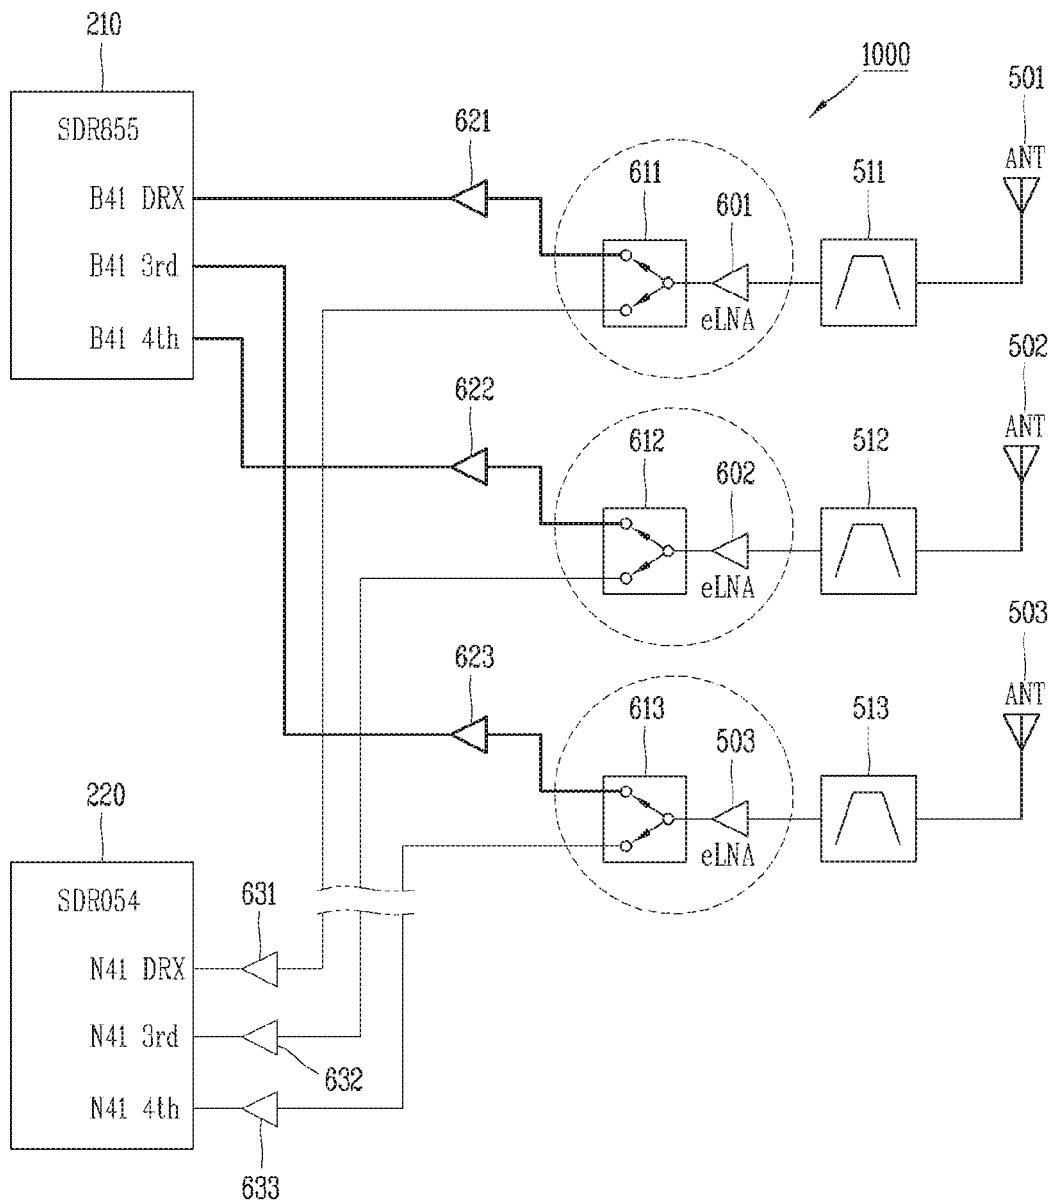 210
1000
501
SDR855
621
ANT
611
511
B41 DRX
601
B41 3rd
eLNA
B41 4th
502
622
ANT
612
512
602
eLNA
503
623
ANT
613
513
503
220
eLNA
SDR054
631
N41 DRX
N41 3rd
632
N41 4th
633